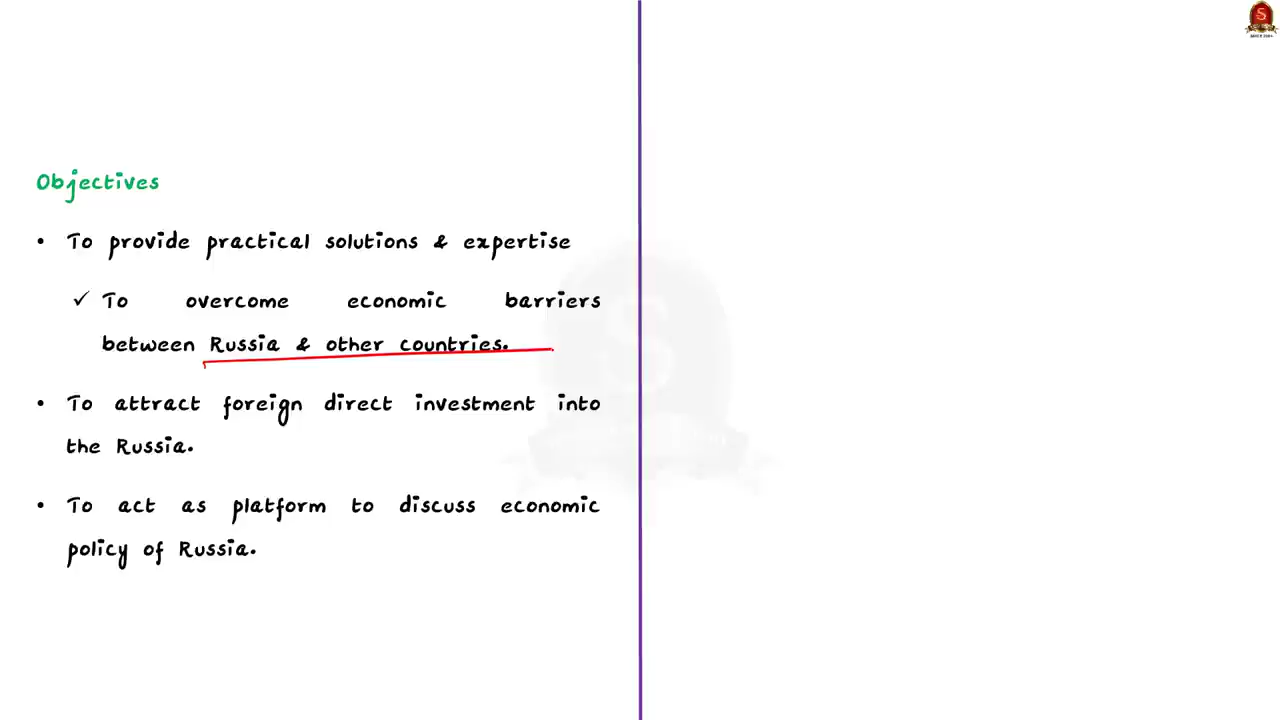 Objectives
• To provide practical solutions & expertise
✓ To overcome economic barriers
between Russia & other countries.
• To attract foreign direct investment into
the Russia.
• To act as platform to discuss economic
policy of Russia.
S